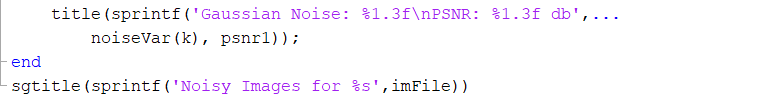 title(sprintf('Gaussian Noise: %1.3f\nPSNR: %1.3f db',...
noiseVar(k), psnr1));
end
sgtitle(sprintf('Noisy Images for %s',imFile))